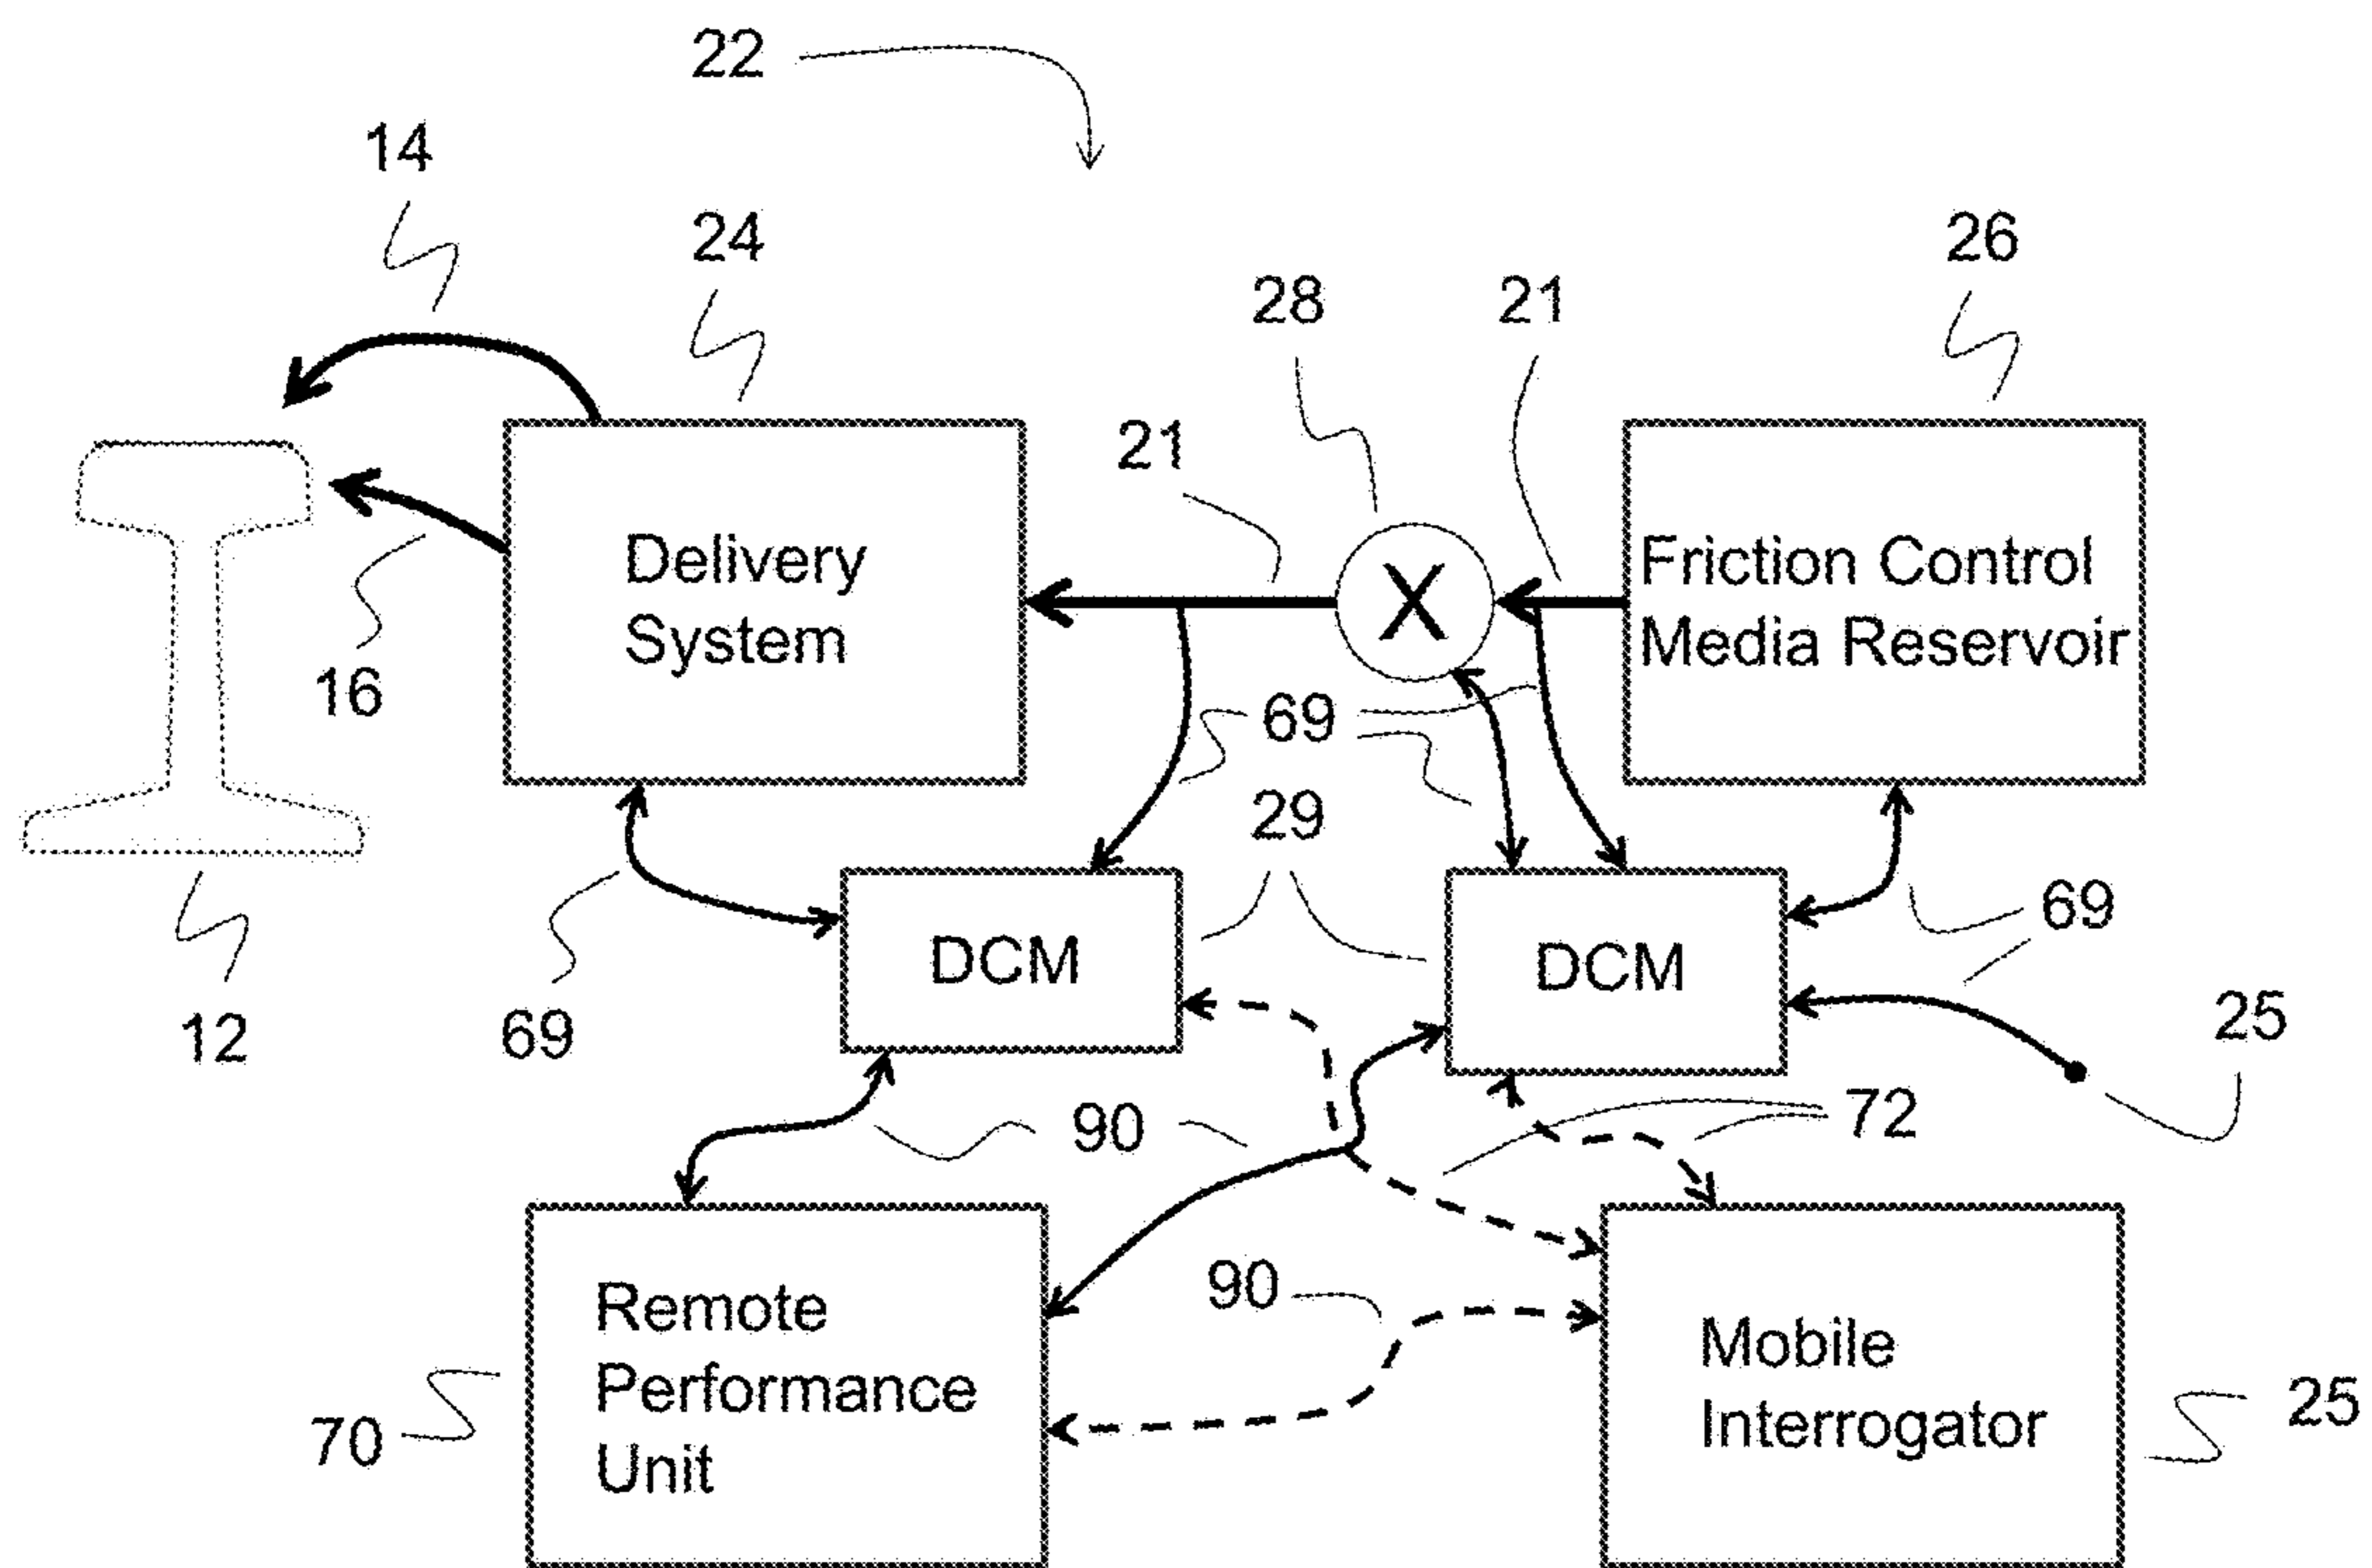 22
14
24
26
28
21
21
Delivery
System
X
Friction Control
Media Reservoir
16
69
29
69
DCM
DCM
12
69
25
90
72
90
Remote
Performance
Unit
Mobile
Interrogator
70
25